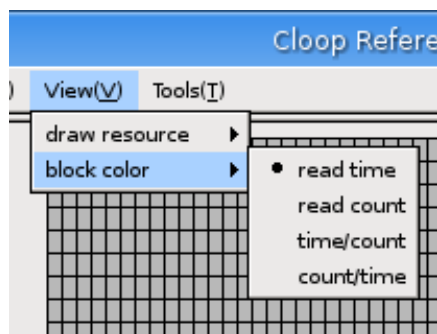 Cloop Refere
) View(V) Tools(T)
draw resource
block color
read time
read count
time/count
count/time